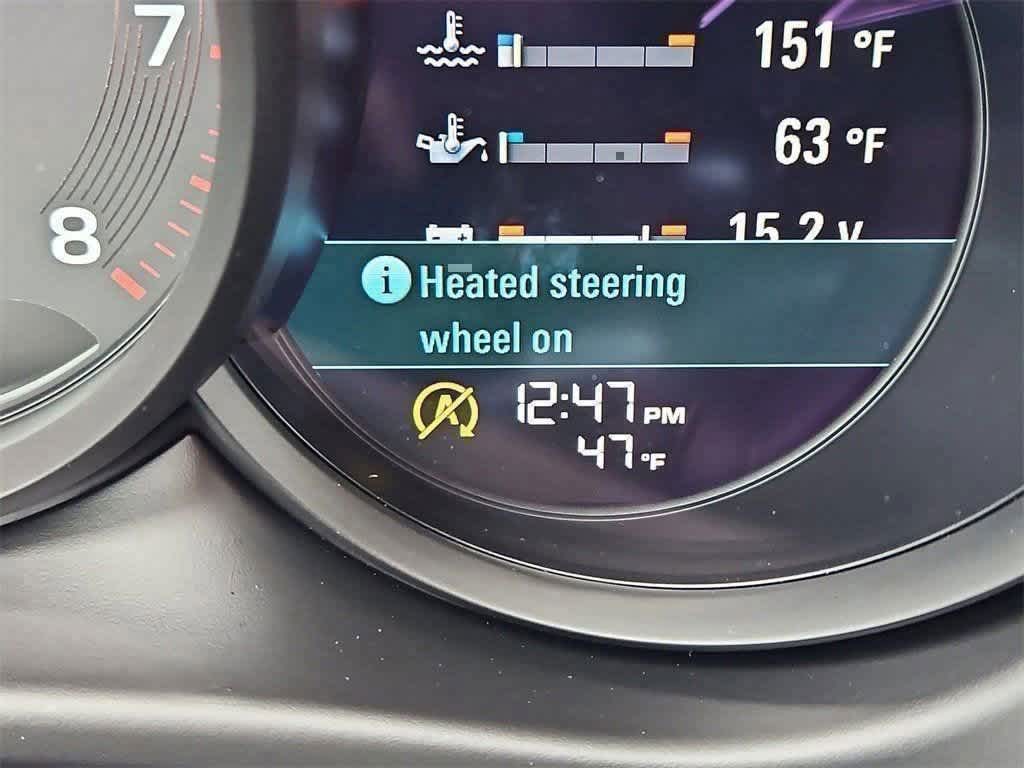 7
8
151 °F
63 °F
15.2 v
i Heated steering
wheel on
A 12:47 PM
47 °F